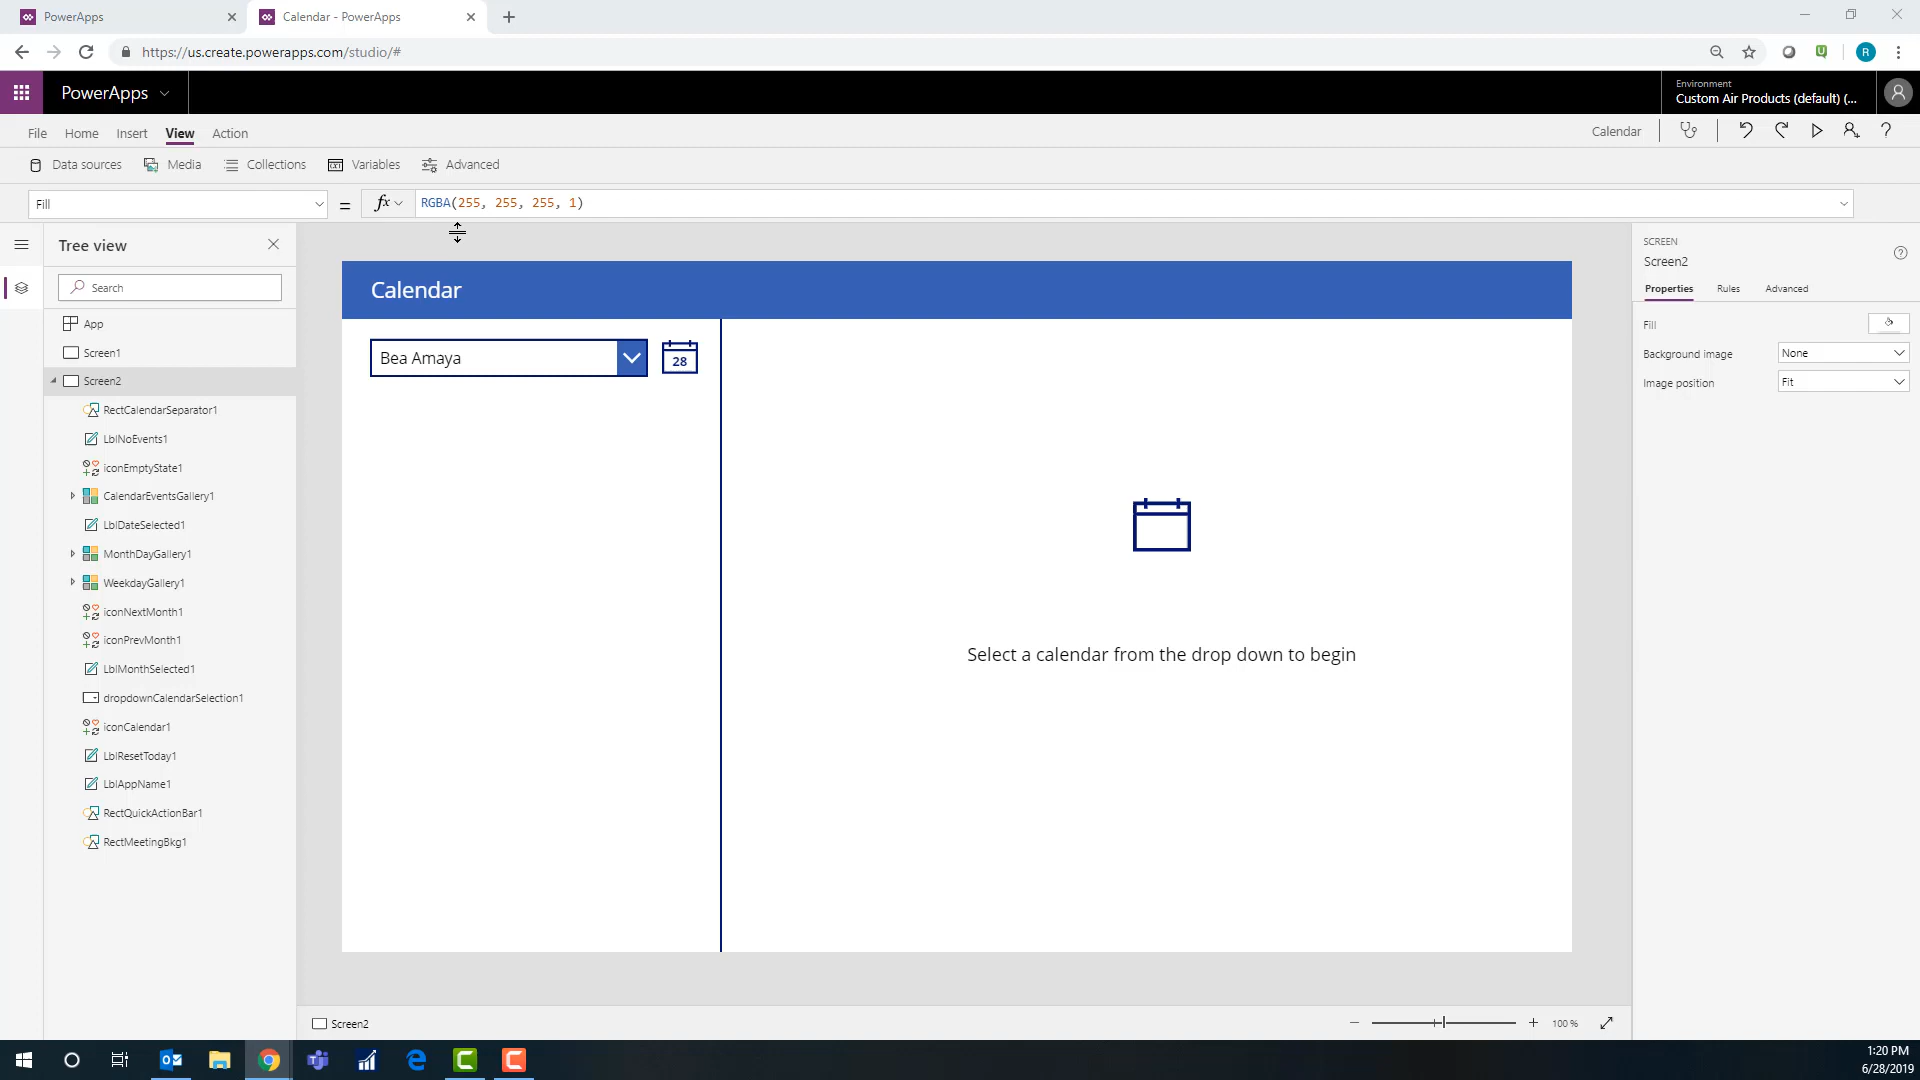 PowerApps
Calendar - PowerApps
https://us.create.powerapps.com/studio/#
R
PowerApps
Environment
Custom Air Products (default) (...
File Home Insert View Action
Calendar
?
Data sources Media Collections Variables Advanced
Fill
=
fx
RGBA(255, 255, 255, 1)
Tree view
Search
App
Screen1
Screen2
RectCalendarSeparator1
LblNoEvents1
iconEmptyState1
CalendarEventsGallery1
LblDateSelected1
MonthDayGallery1
WeekdayGallery1
iconNextMonth1
iconPrevMonth1
LblMonthSelected1
dropdownCalendarSelection1
iconCalendar1
LblResetToday1
LblAppName1
RectQuickActionBar1
RectMeetingBkg1
Calendar
Bea Amaya
28
Select a calendar from the drop down to begin
SCREEN
Screen2
Properties Rules Advanced
Fill
Background image None
Image position Fit
Screen2
100 %
1:20 PM
6/28/2019